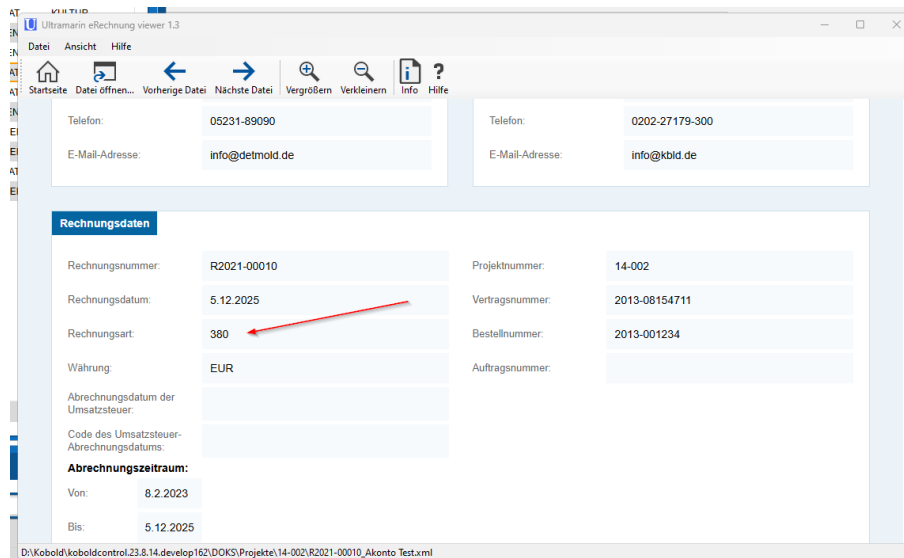 KULTUR
Ultramarin eRechnung viewer 1.3
Datei Ansicht Hilfe
Startseite Datei öffnen... Vorherige Datei Nächste Datei Vergrößern Verkleinern Info Hilfe
Telefon: 05231-89090 Telefon: 0202-27179-300
E-Mail-Adresse: info@detmold.de E-Mail-Adresse: info@kbld.de
Rechnungsdaten
Rechnungsnummer: R2021-00010 Projektnummer: 14-002
Rechnungsdatum: 5.12.2025 Vertragsnummer: 2013-08154711
Rechnungsart: 380 Bestellnummer: 2013-001234
Währung: EUR Auftragsnummer:
Abrechnungsdatum der
Umsatzsteuer:
Code des Umsatzsteuer-
Abrechnungsdatums:
Abrechnungszeitraum:
Von: 8.2.2023
Bis: 5.12.2025
D:\Kobold\koboldcontrol.23.8.14.develop162\DOKS\Projekte\14-002\R2021-00010_Akonto Test.xml